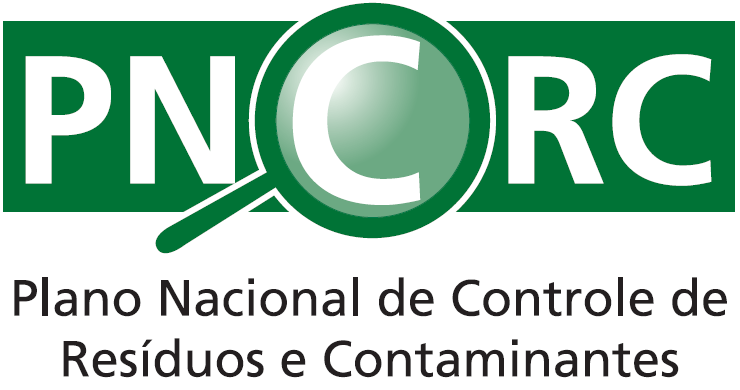 PNCRC
Plano Nacional de Controle de
Resíduos e Contaminantes